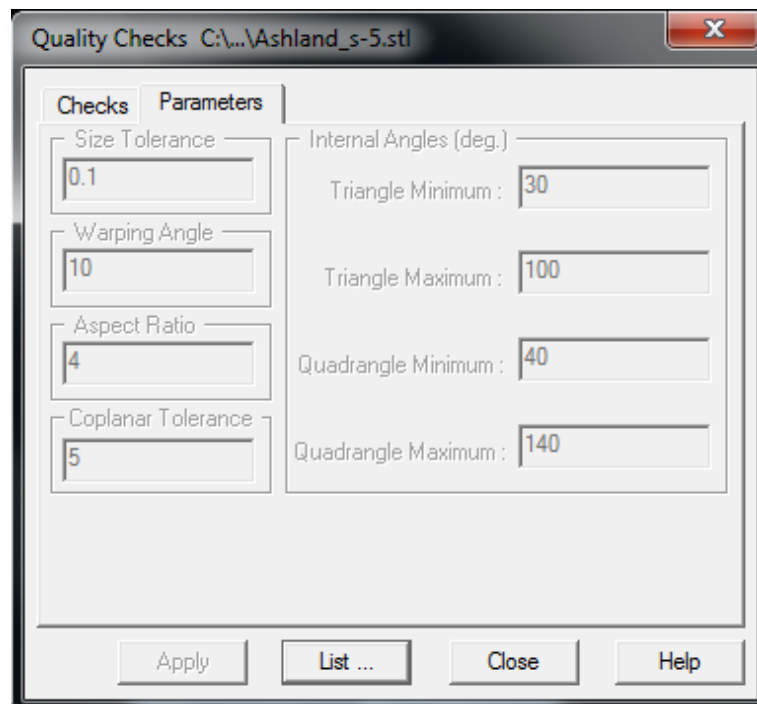 Quality Checks C:\...\Ashland_s-5.stl
Checks
Parameters
Size Tolerance
0.1
Warping Angle
10
Aspect Ratio
4
Coplanar Tolerance
5
Internal Angles (deg.)
Triangle Minimum : 30
Triangle Maximum : 100
Quadrangle Minimum : 40
Quadrangle Maximum : 140
Apply
List ...
Close
Help